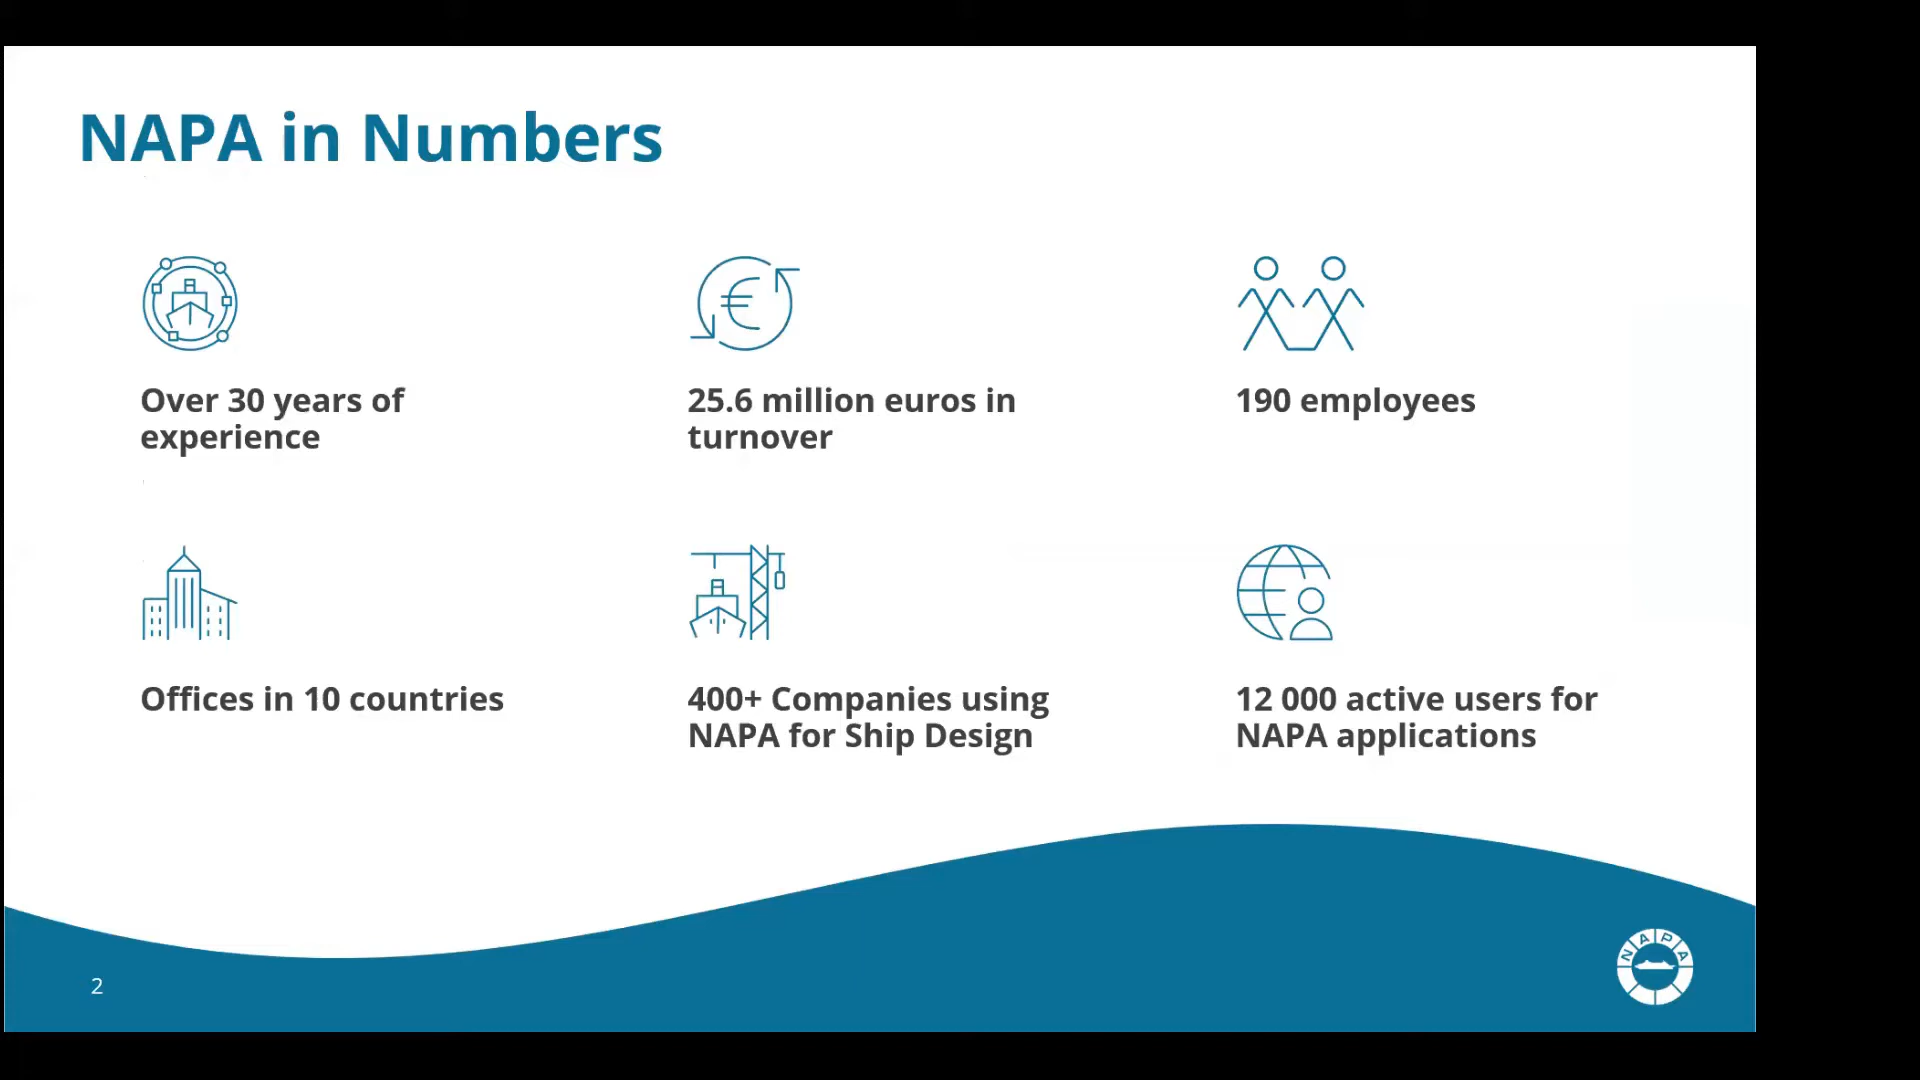 NAPA in Numbers
Over 30 years of
experience
25.6 million euros in
turnover
190 employees
Offices in 10 countries
400+ Companies using
NAPA for Ship Design
12 000 active users for
NAPA applications
2
NAPA